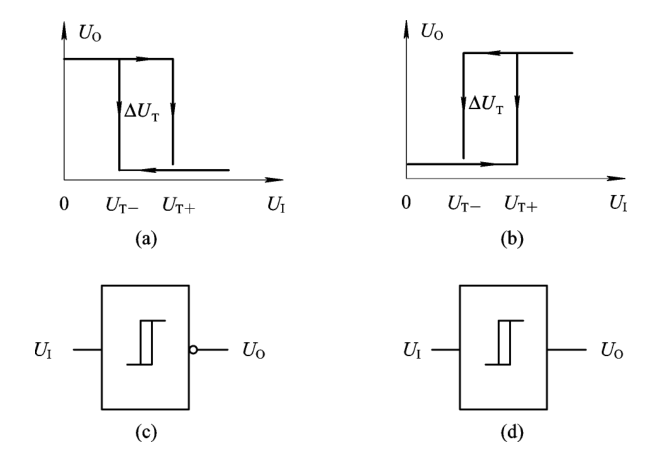 U_O
ΔU_T
0 U_T− U_T+ U_I
(a)
U_O
ΔU_T
0 U_T− U_T+ U_I
(b)
U_I U_O
(c)
U_I U_O
(d)